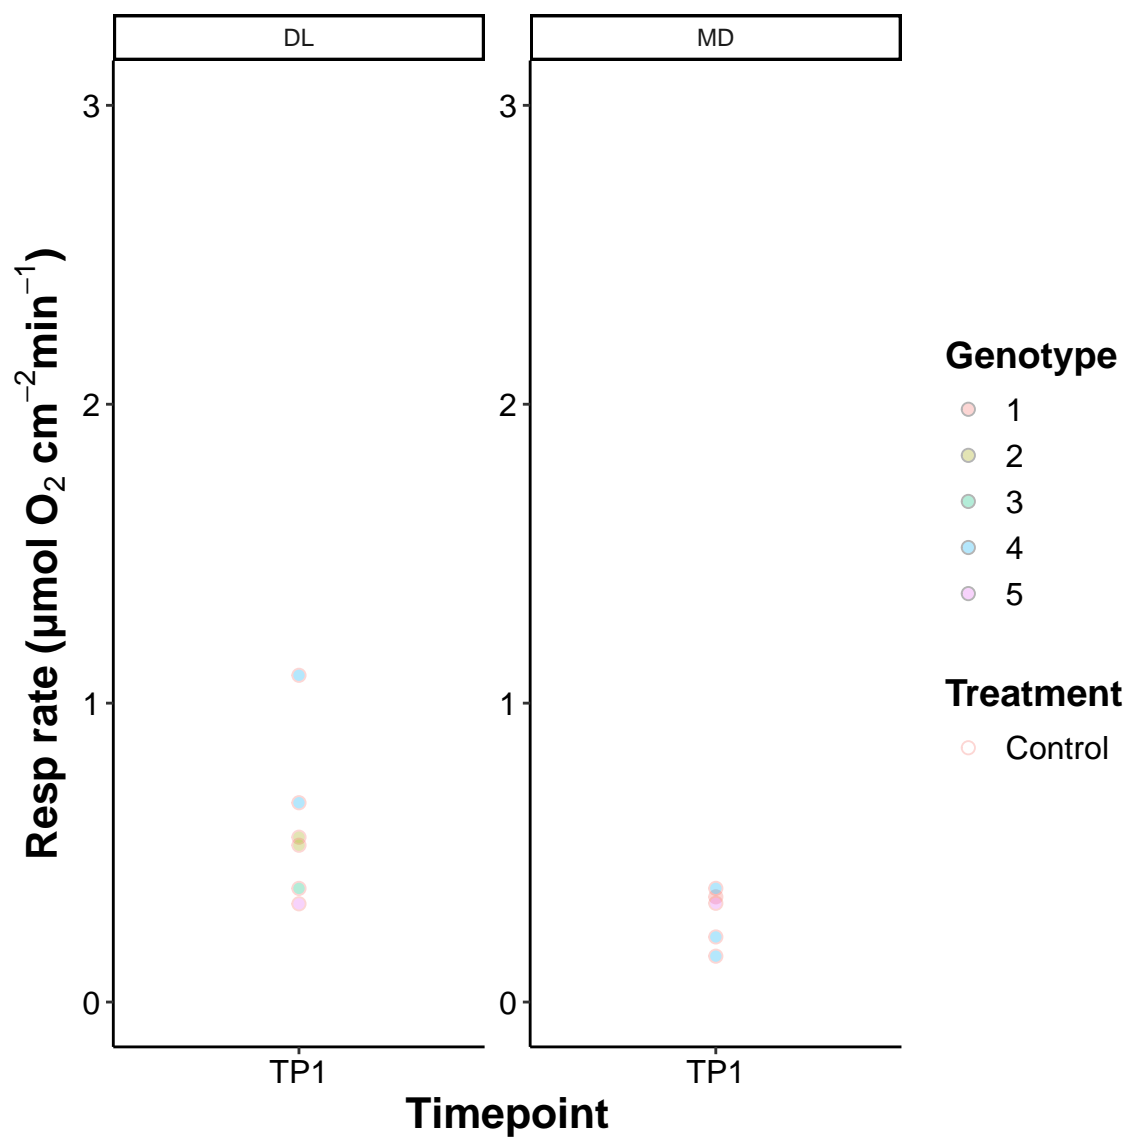 DL
MD
3
2
1
0
3
2
1
0
Resp rate (μmol O₂ cm⁻²min⁻¹)
TP1
TP1
Timepoint
Genotype
1
2
3
4
5
Treatment
Control